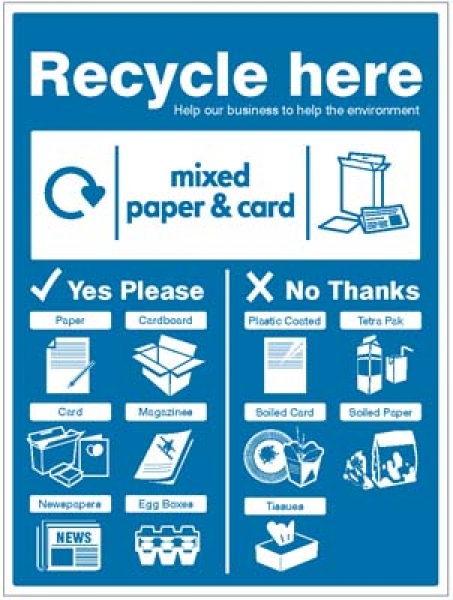 Recycle here
Help our business to help the environment
mixed
paper & card
Yes Please
No Thanks
Paper
Cardboard
Plastic Coated
Tetra Pak
Card
Magazines
Soiled Card
Soiled Paper
Newspapers
Egg Boxes
Tissues
NEWS